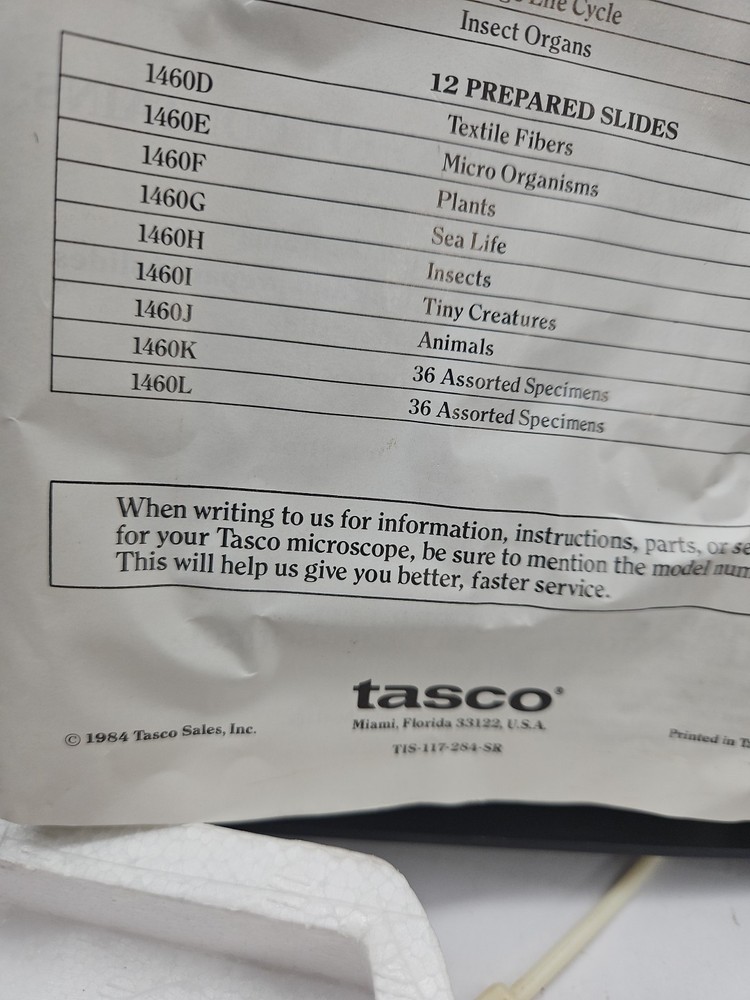 Life Cycle
Insect Organs
12 PREPARED SLIDES
1460D Textile Fibers
1460E Micro Organisms
1460F Plants
1460G Sea Life
1460H Insects
1460I Tiny Creatures
1460J Animals
1460K 36 Assorted Specimens
1460L 36 Assorted Specimens
When writing to us for information, instructions, parts, or
for your Tasco microscope, be sure to mention the model
This will help us give you better, faster service.
tasco®
Miami, Florida 33122, U.S.A.
© 1984 Tasco Sales, Inc.
TIS-117-284-SR
Printed in